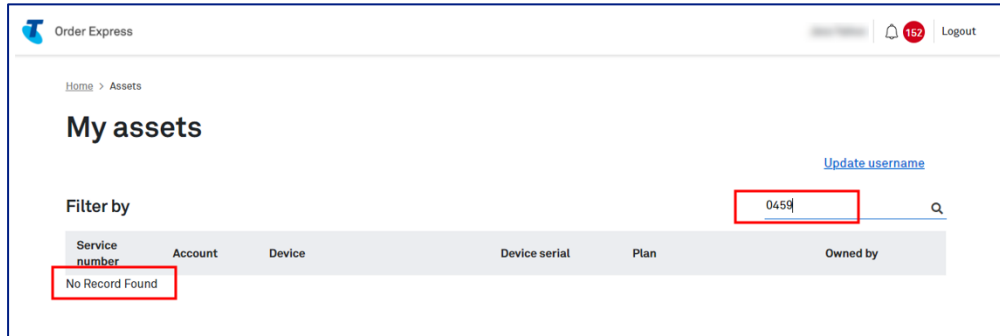 Order Express
152
Logout
Home > Assets
My assets
Update username
Filter by
0459
Service number Account Device Device serial Plan Owned by
No Record Found